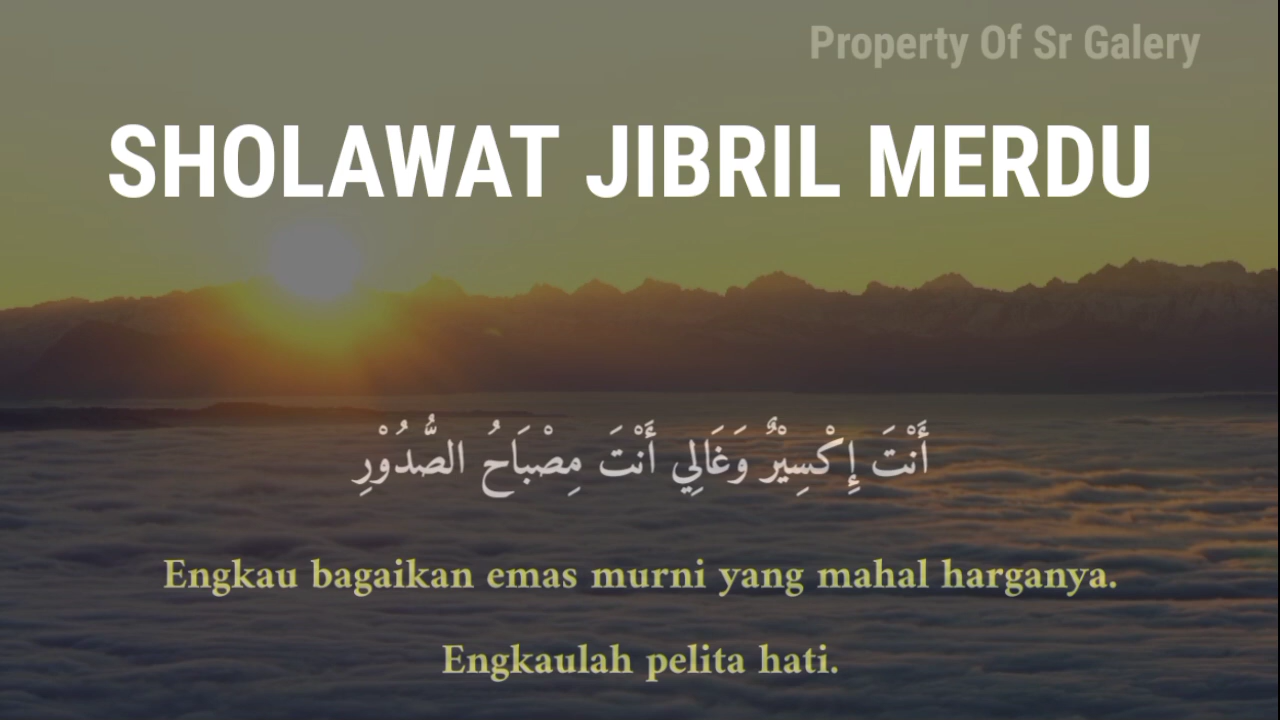 Property Of Sr Galery
SHOLAWAT JIBRIL MERDU
أَنْتَ إِكْسِيْرٌ وَغَالِي أَنْتَ مِصْبَاحُ الصُّدُوْرِ
Engkau bagaikan emas murni yang mahal harganya.
Engkaulah pelita hati.